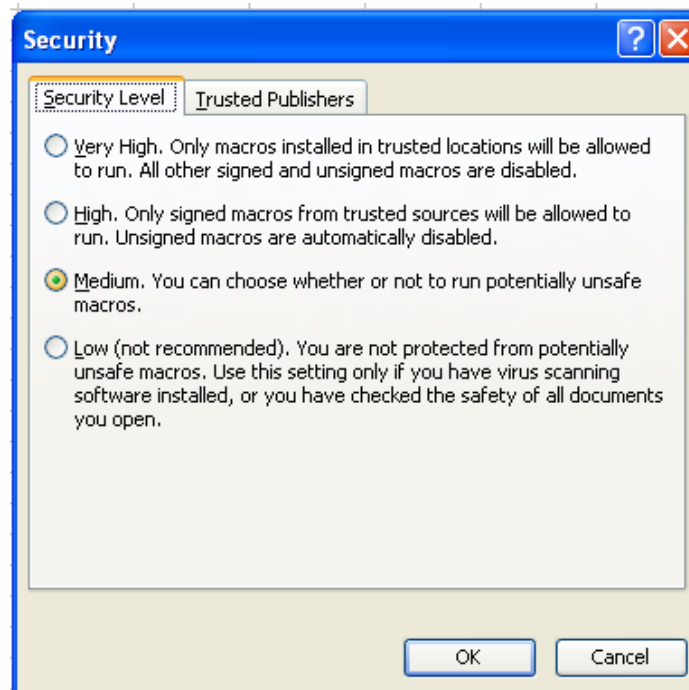 Security
Security Level
Trusted Publishers
Very High. Only macros installed in trusted locations will be allowed
to run. All other signed and unsigned macros are disabled.
High. Only signed macros from trusted sources will be allowed to
run. Unsigned macros are automatically disabled.
Medium. You can choose whether or not to run potentially unsafe
macros.
Low (not recommended). You are not protected from potentially
unsafe macros. Use this setting only if you have virus scanning
software installed, or you have checked the safety of all documents
you open.
OK
Cancel